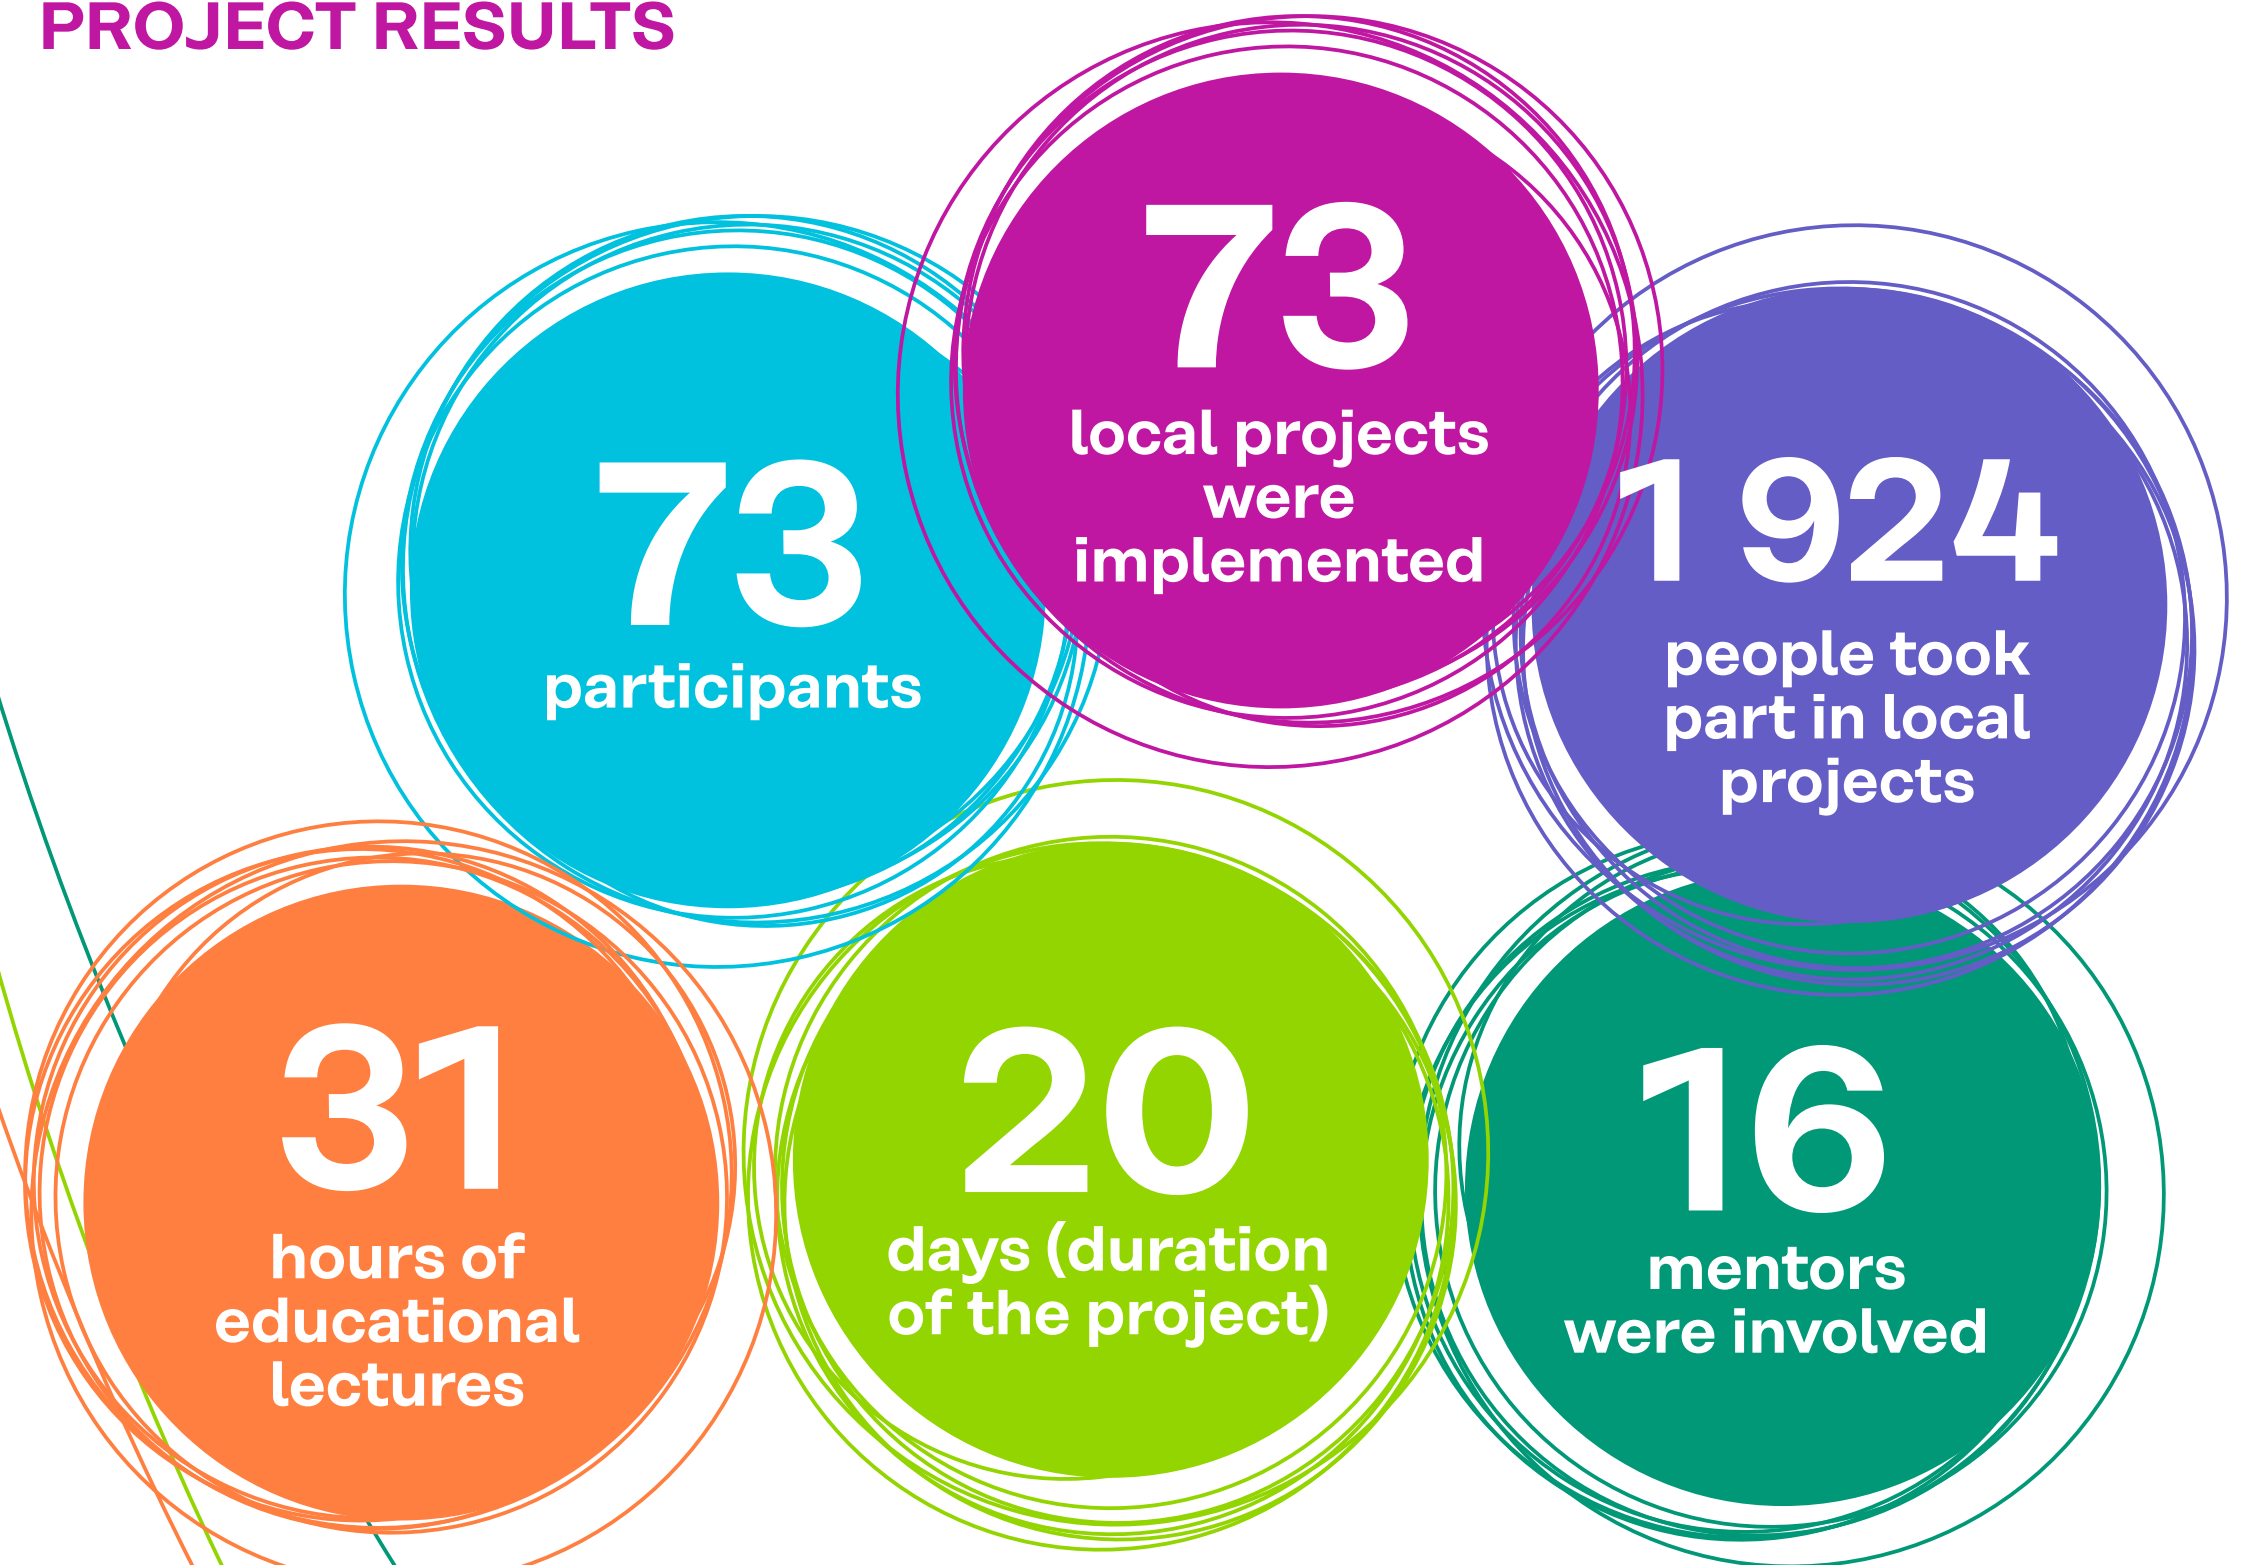 PROJECT RESULTS
73
local projects
were
implemented
73
participants
1 924
people took
part in local
projects
31
hours of
educational
lectures
20
days (duration
of the project)
16
mentors
were involved